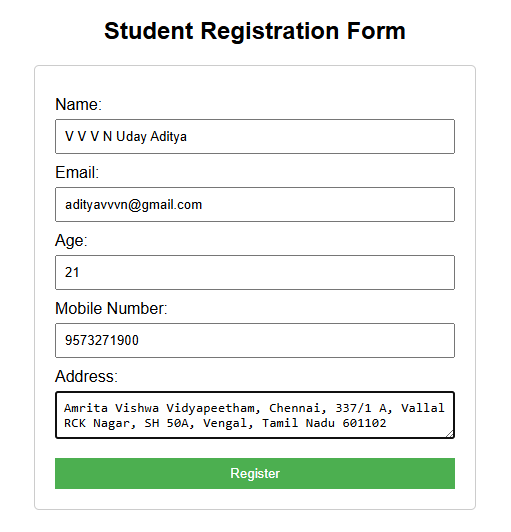 Student Registration Form
Name:
V V V N Uday Aditya
Email:
adityavvvn@gmail.com
Age:
21
Mobile Number:
9573271900
Address:
Amrita Vishwa Vidyapeetham, Chennai, 337/1 A, Vallal
RCK Nagar, SH 50A, Vengal, Tamil Nadu 601102
Register